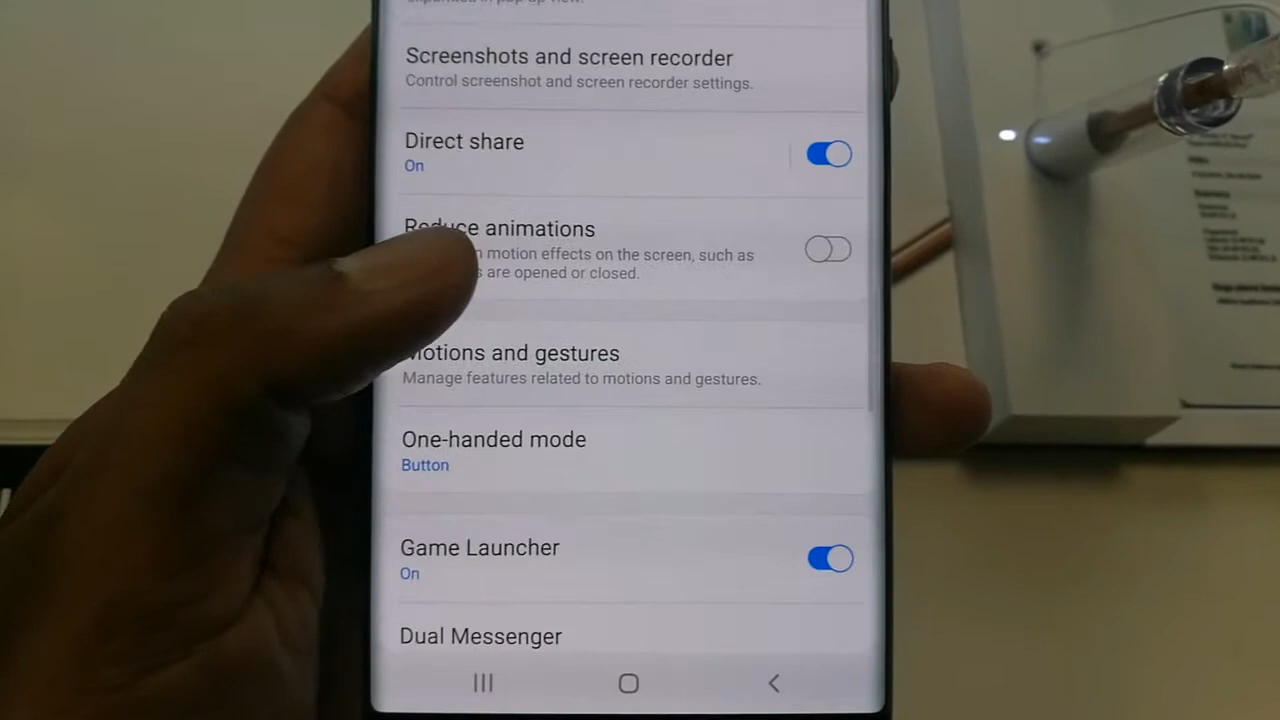 Screenshots and screen recorder
Control screenshot and screen recorder settings.
Direct share
On
Reduce animations
motion effects on the screen, such as
are opened or closed.
Motions and gestures
Manage features related to motions and gestures.
One-handed mode
Button
Game Launcher
On
Dual Messenger